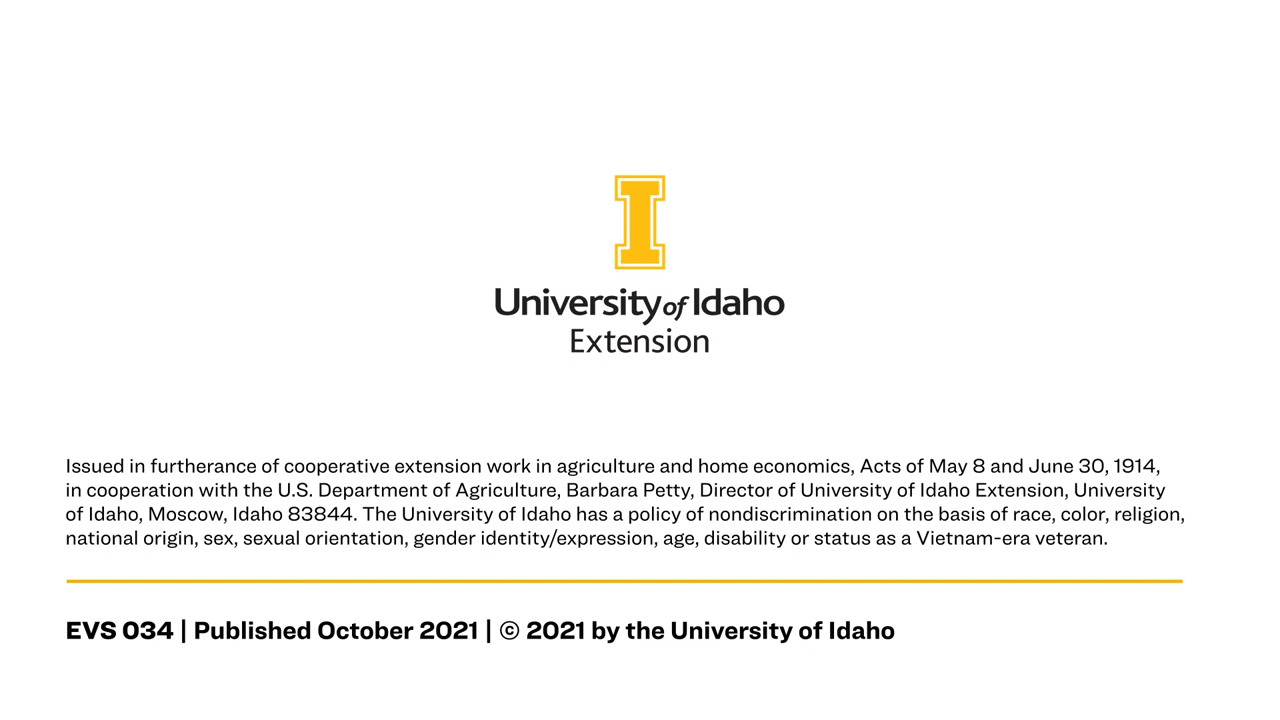 I
University of Idaho
Extension
Issued in furtherance of cooperative extension work in agriculture and home economics, Acts of May 8 and June 30, 1914,
in cooperation with the U.S. Department of Agriculture, Barbara Petty, Director of University of Idaho Extension, University
of Idaho, Moscow, Idaho 83844. The University of Idaho has a policy of nondiscrimination on the basis of race, color, religion,
national origin, sex, sexual orientation, gender identity/expression, age, disability or status as a Vietnam-era veteran.
EVS 034 | Published October 2021 | © 2021 by the University of Idaho